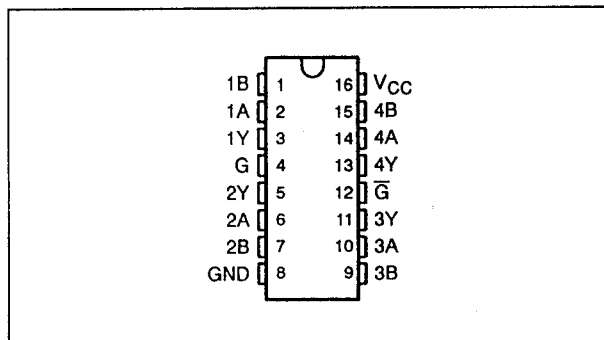 1B 1 16 VCC
1A 2 15 4B
1Y 3 14 4A
G 4 13 4Y
2Y 5 12 G̅
2A 6 11 3Y
2B 7 10 3A
GND 8 9 3B